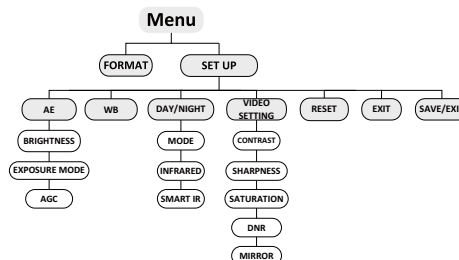 Menu
FORMAT
SET UP
AE
WB
DAY/NIGHT
VIDEO
SETTING
RESET
EXIT
SAVE/EXI
BRIGHTNESS
EXPOSURE MODE
AGC
MODE
INFRARED
SMART IR
CONTRAST
SHARPNESS
SATURATION
DNR
MIRROR